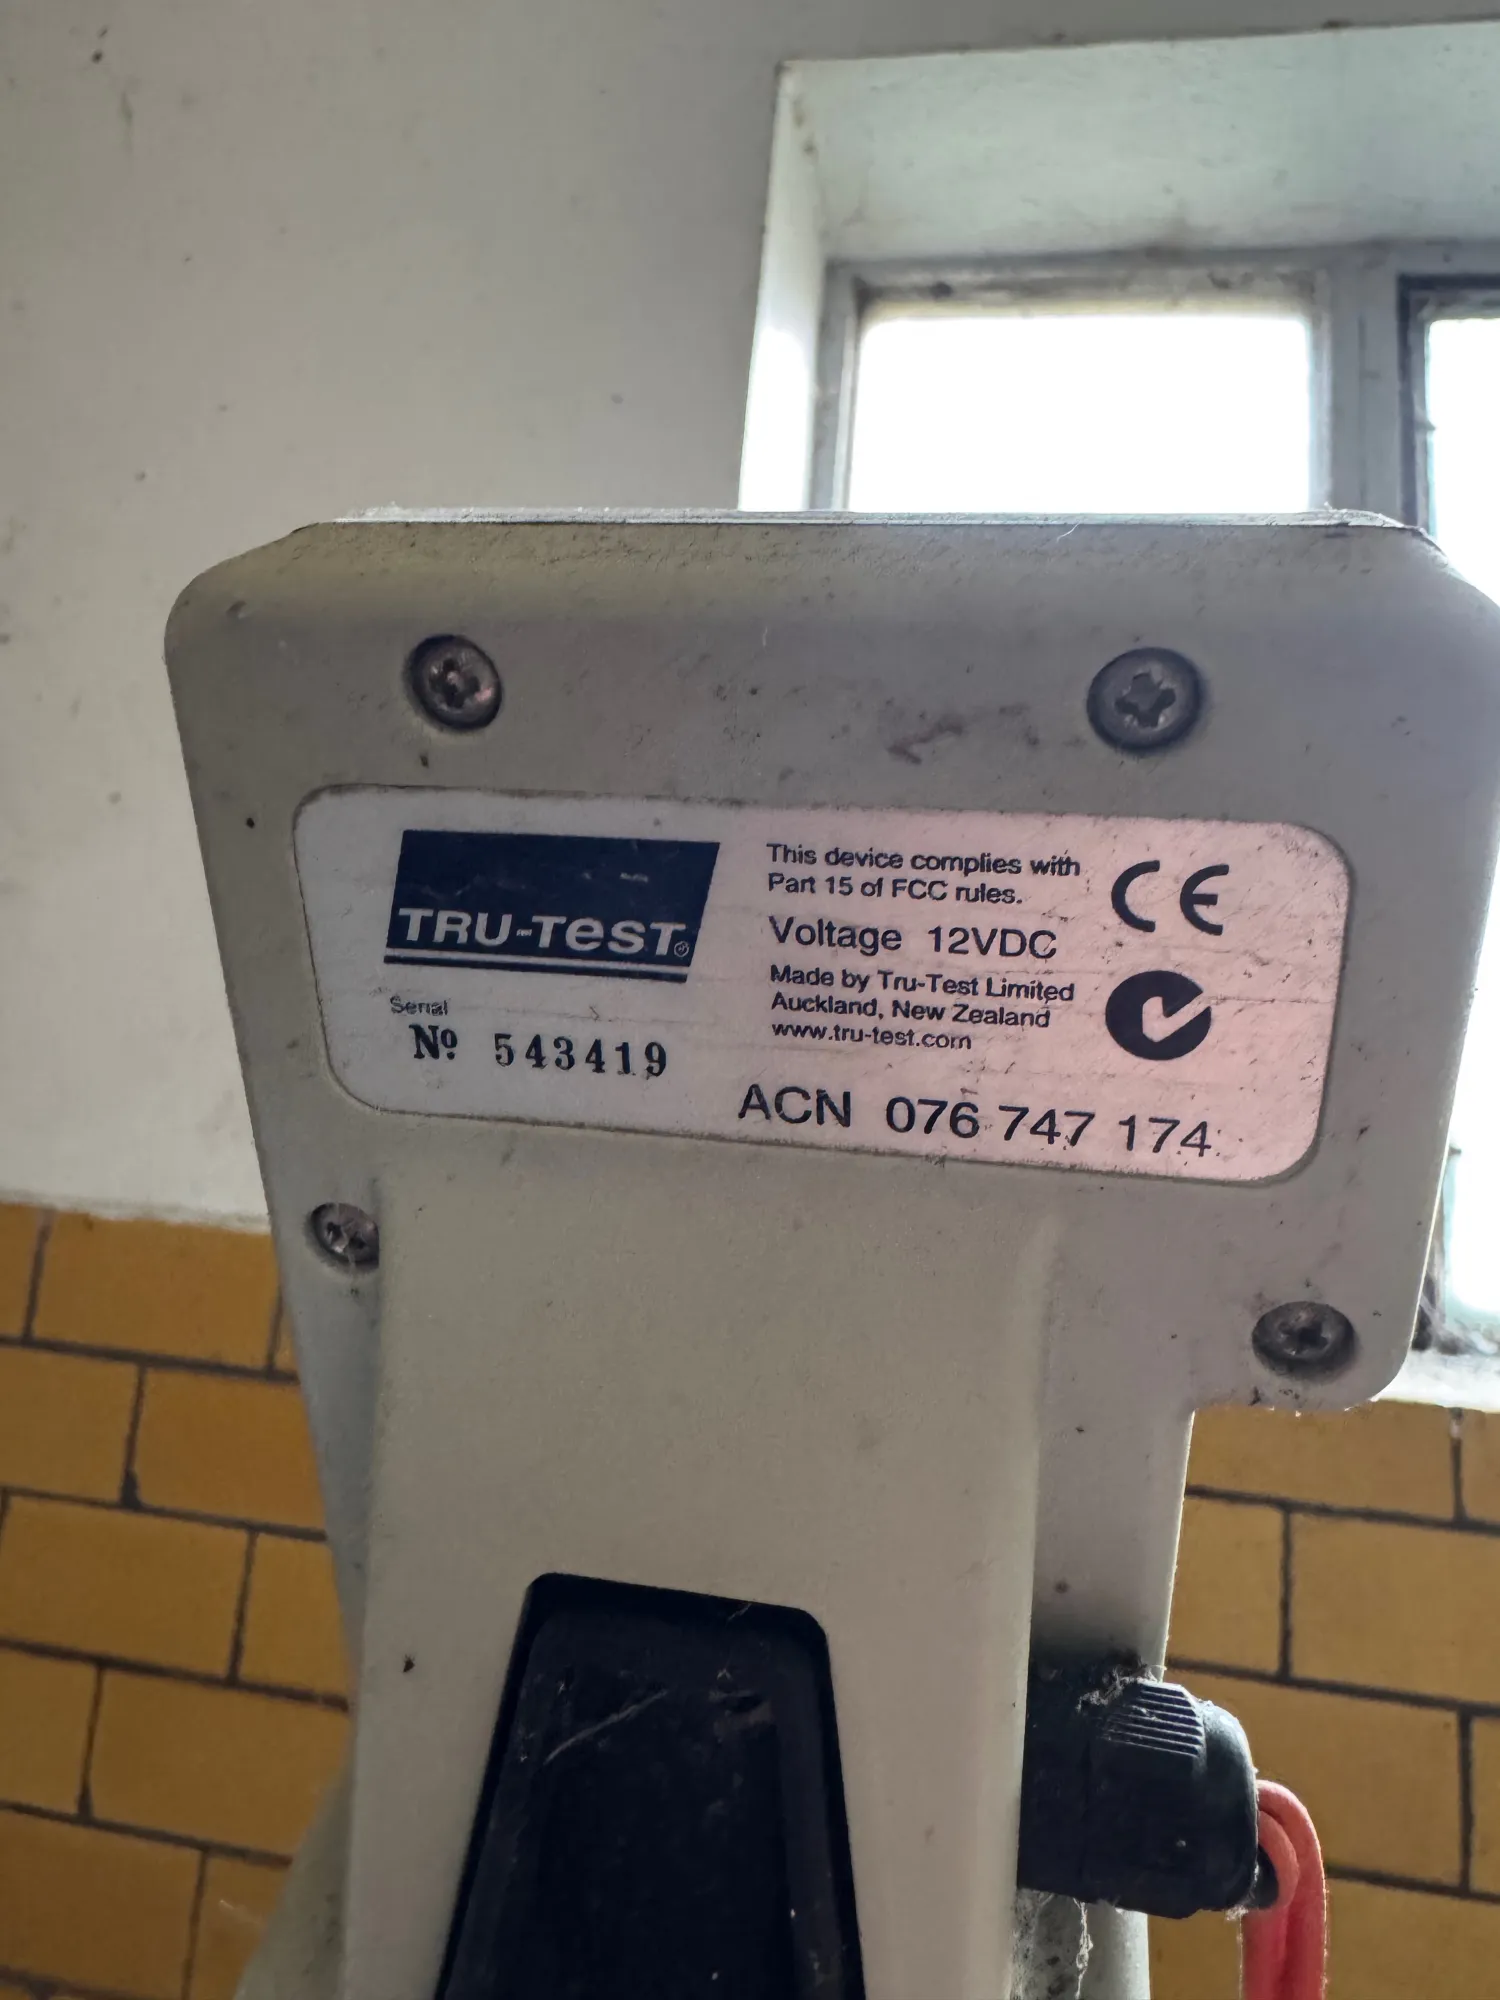 TRU-TEST®
Serial
Nº 543419
This device complies with
Part 15 of FCC rules.
Voltage 12VDC
Made by Tru-Test Limited
Auckland, New Zealand
www.tru-test.com
CE
ACN 076 747 174